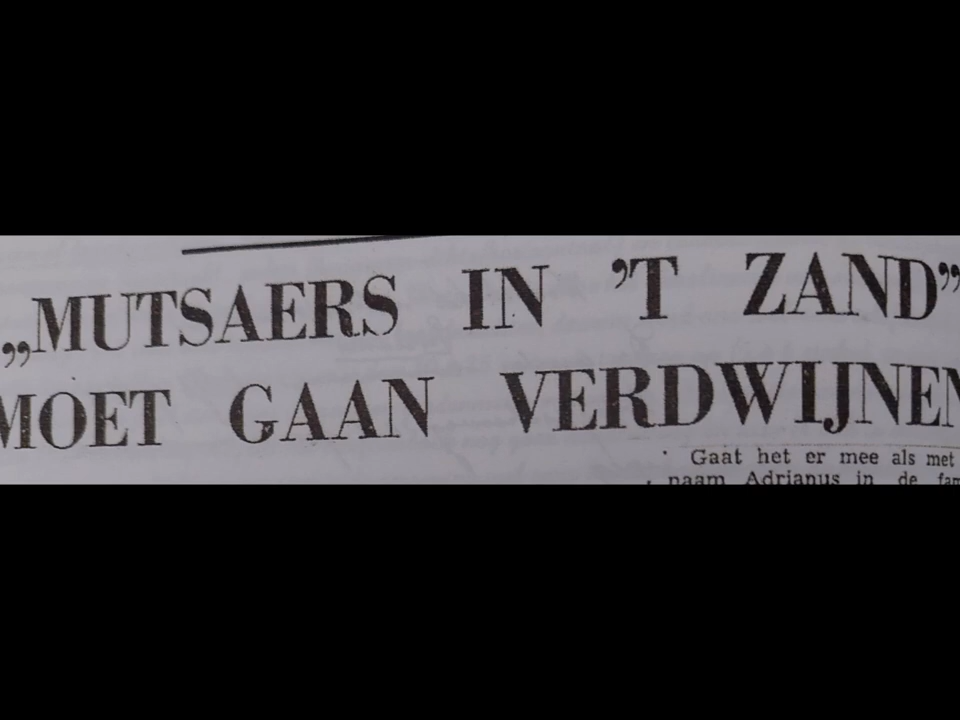 „MUTSAERS IN 'T ZAND”
MOET GAAN VERDWIJNEN
Gaat het er mee als met
naam Adrianus in de